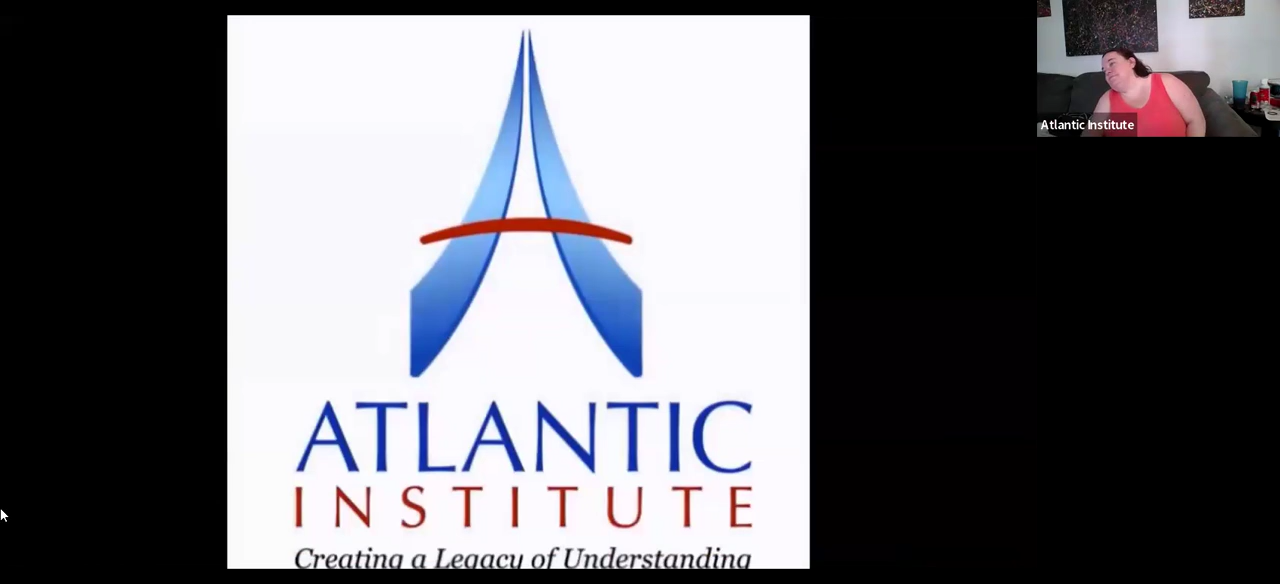 Atlantic Institute
ATLANTIC
INSTITUTE
Creating a Legacy of Understanding